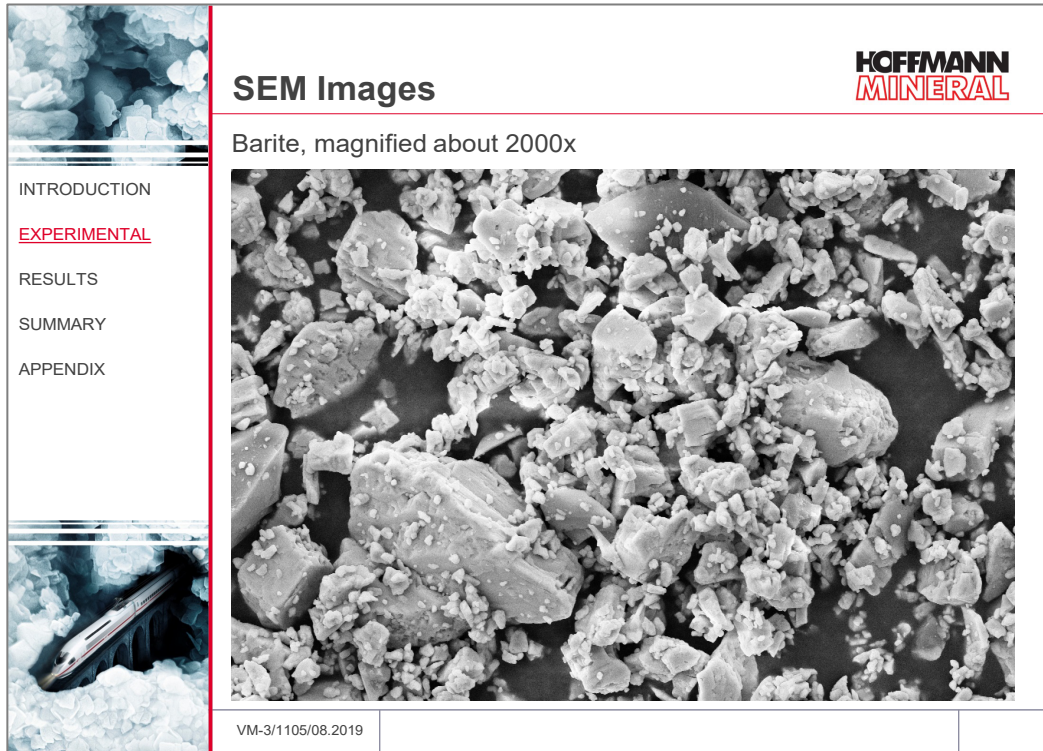 SEM Images
HOFFMANN
MINERAL
Barite, magnified about 2000x
INTRODUCTION
EXPERIMENTAL
RESULTS
SUMMARY
APPENDIX
VM-3/1105/08.2019